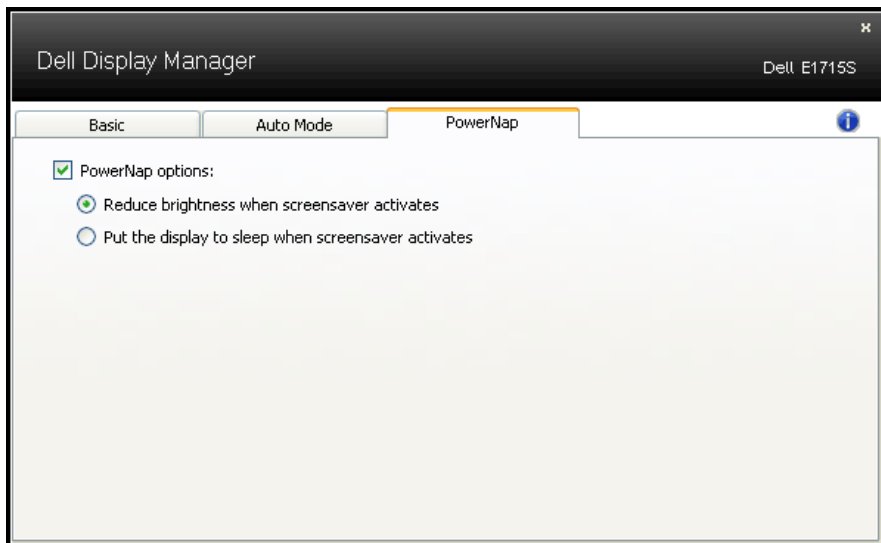 Dell Display Manager
Dell E1715S
Basic
Auto Mode
PowerNap
PowerNap options:
Reduce brightness when screensaver activates
Put the display to sleep when screensaver activates